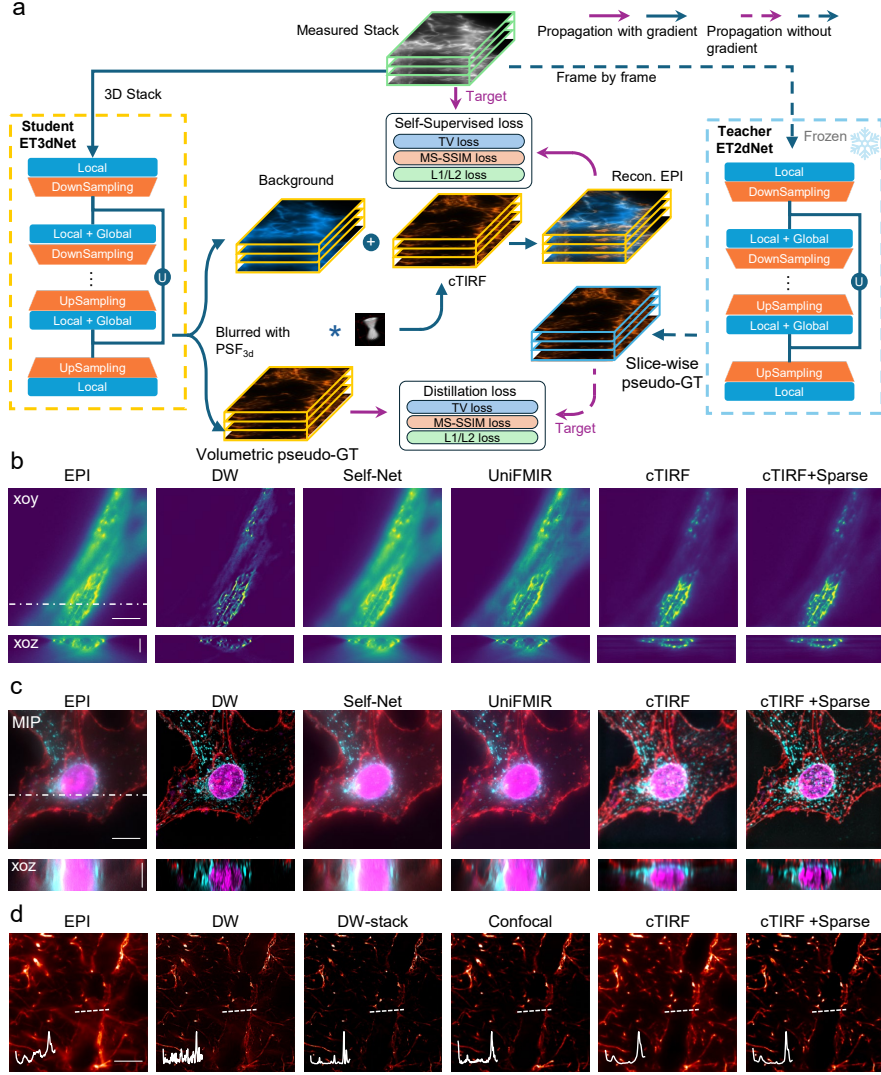 a
Measured Stack
Propagation with gradient
Propagation without gradient
3D Stack
Frame by frame
Target
Student
ET3dNet
Local
DownSampling
Local + Global
DownSampling
⋮
UpSampling
Local + Global
UpSampling
Local
U
Self-Supervised loss
TV loss
MS-SSIM loss
L1/L2 loss
Background
+
cTIRF
Recon. EPI
Blurred with
PSF3d
*
Volumetric pseudo-GT
Distillation loss
TV loss
MS-SSIM loss
L1/L2 loss
Target
Slice-wise
pseudo-GT
Teacher
ET2dNet
Frozen
Local
DownSampling
Local + Global
DownSampling
⋮
UpSampling
Local + Global
UpSampling
Local
U
b
EPI DW Self-Net UniFMIR cTIRF cTIRF+Sparse
xoy
xoz
c
EPI DW Self-Net UniFMIR cTIRF cTIRF +Sparse
MIP
xoz
d
EPI DW DW-stack Confocal cTIRF cTIRF +Sparse